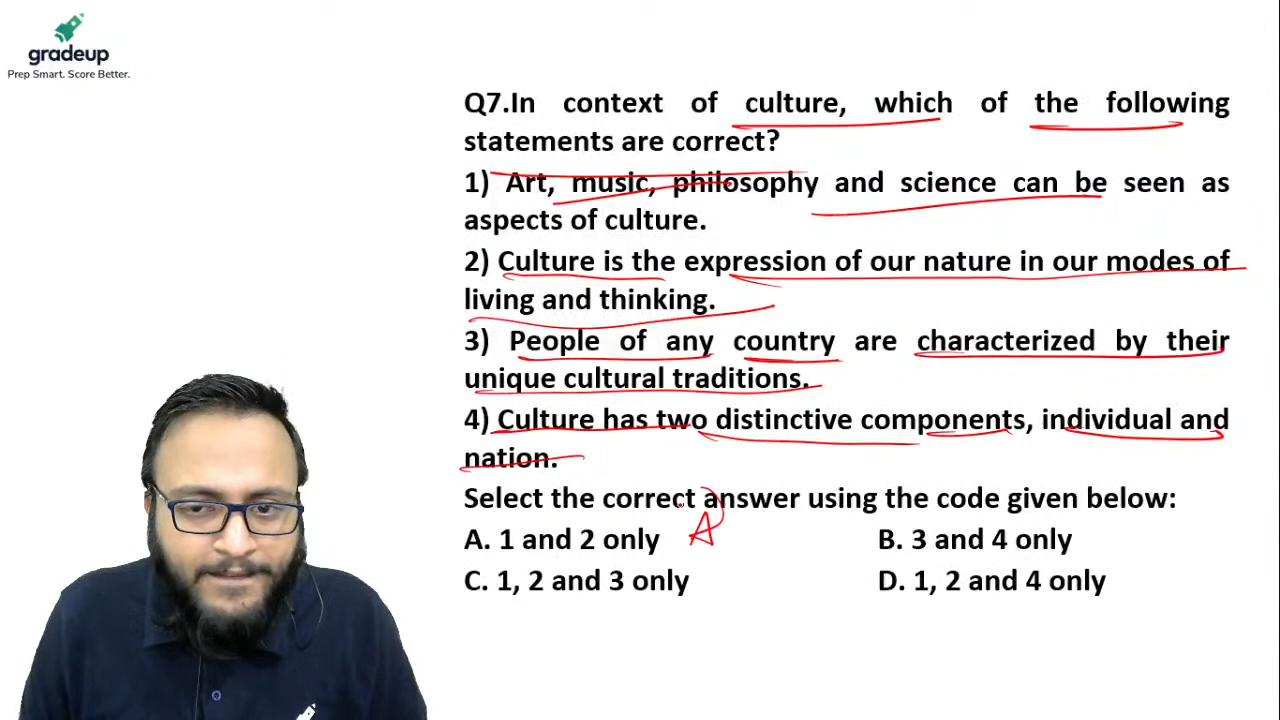 gradeup
Prep Smart. Score Better.
Q7.In context of culture, which of the following
statements are correct?
1) Art, music, philosophy and science can be seen as
aspects of culture.
2) Culture is the expression of our nature in our modes of
living and thinking.
3) People of any country are characterized by their
unique cultural traditions.
4) Culture has two distinctive components, individual and
nation.
Select the correct answer using the code given below:
A. 1 and 2 only
A
B. 3 and 4 only
C. 1, 2 and 3 only
D. 1, 2 and 4 only